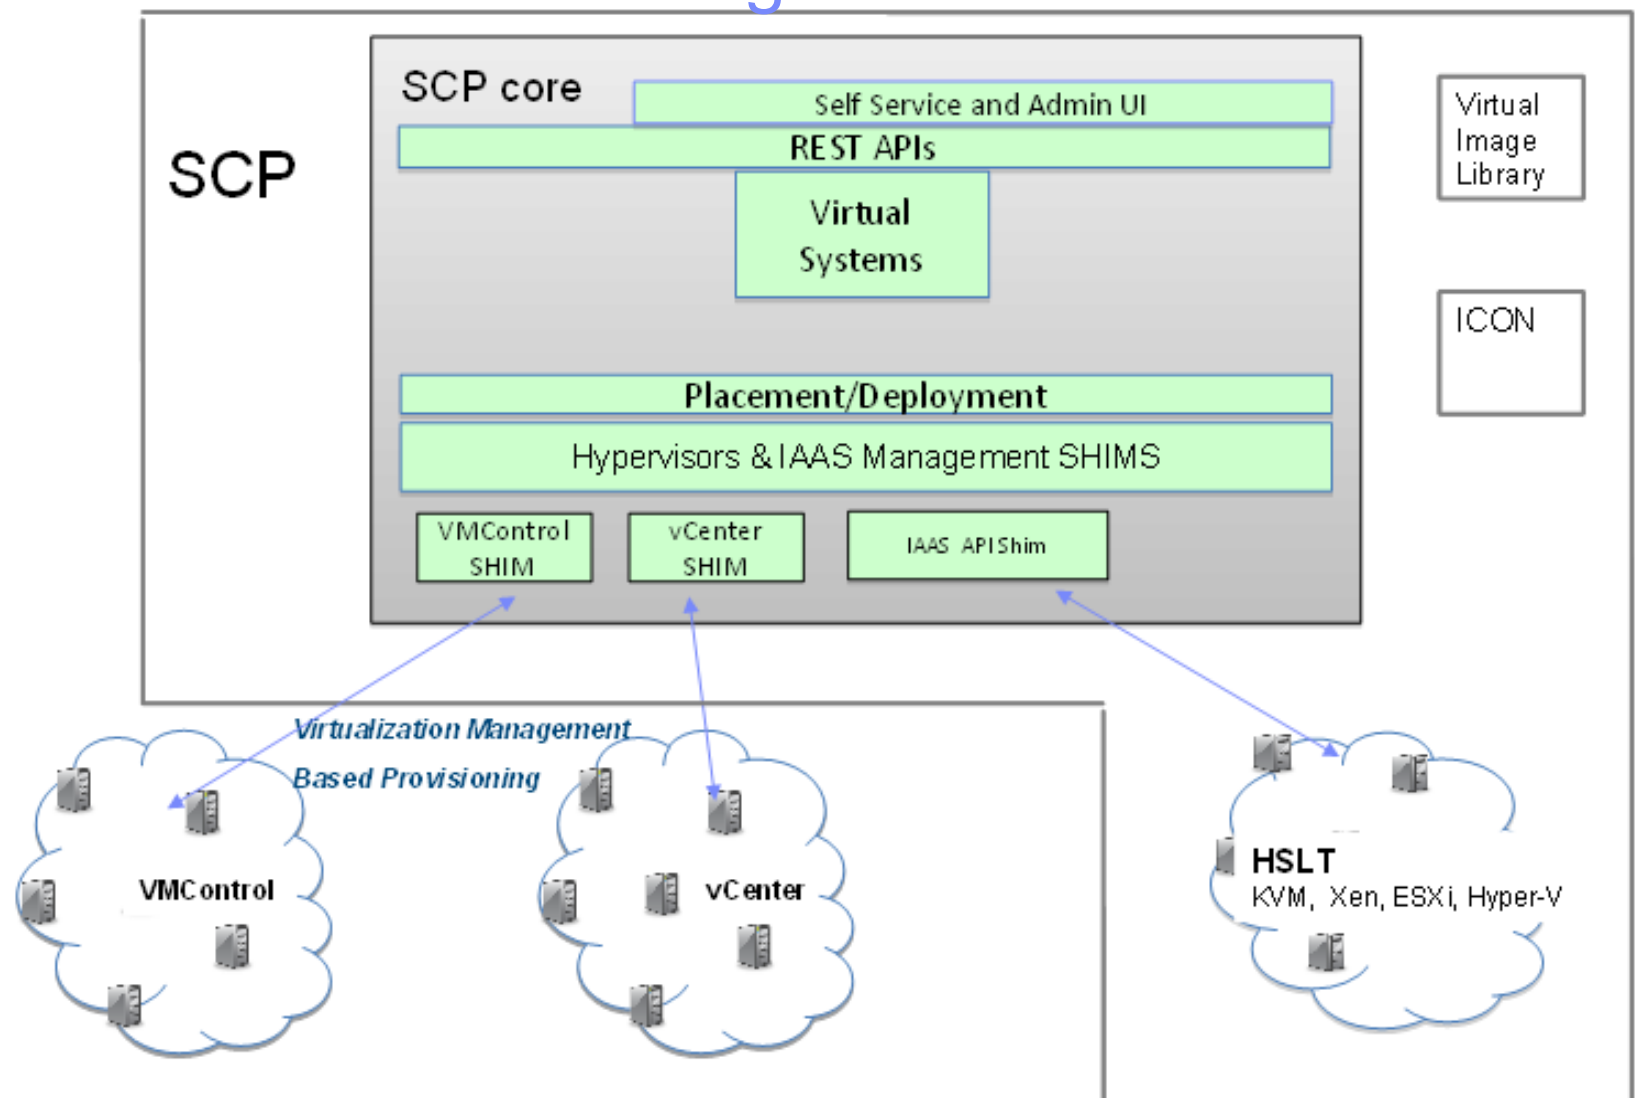 SCP core
Self Service and Admin UI
REST APIs
SCP
Virtual
Systems
Virtual
Image
Library
ICON
Placement/Deployment
Hypervisors & IAAS Management SHIMS
VMControl
SHIM
vCenter
SHIM
IAAS API Shim
Virtualization Management
Based Provisioning
VMControl
vCenter
HSLT
KVM, Xen, ESXi, Hyper-V